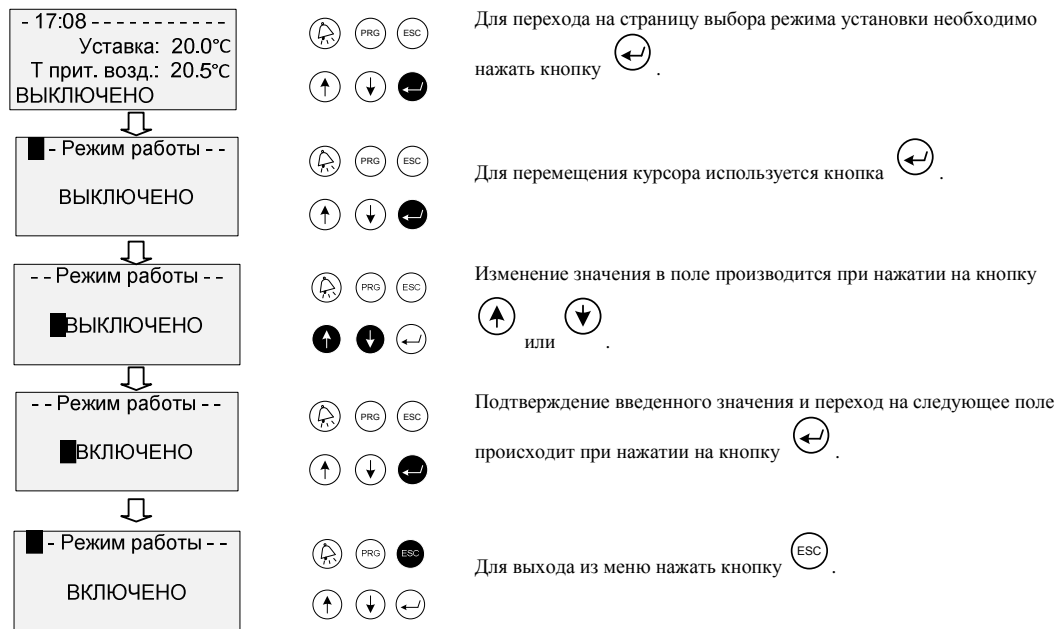 - 17:08 - - - - - - - - - - - -
Уставка: 20.0°C
Т прит. возд.: 20.5°C
ВЫКЛЮЧЕНО
PRG ESC
Для перехода на страницу выбора режима установки необходимо
нажать кнопку .
- Режим работы - -
ВЫКЛЮЧЕНО
PRG ESC
Для перемещения курсора используется кнопка .
- - Режим работы - -
ВЫКЛЮЧЕНО
PRG ESC
Изменение значения в поле производится при нажатии на кнопку
или .
- - Режим работы - -
ВКЛЮЧЕНО
PRG ESC
Подтверждение введенного значения и переход на следующее поле
происходит при нажатии на кнопку .
- Режим работы - -
ВКЛЮЧЕНО
PRG ESC
Для выхода из меню нажать кнопку ESC .